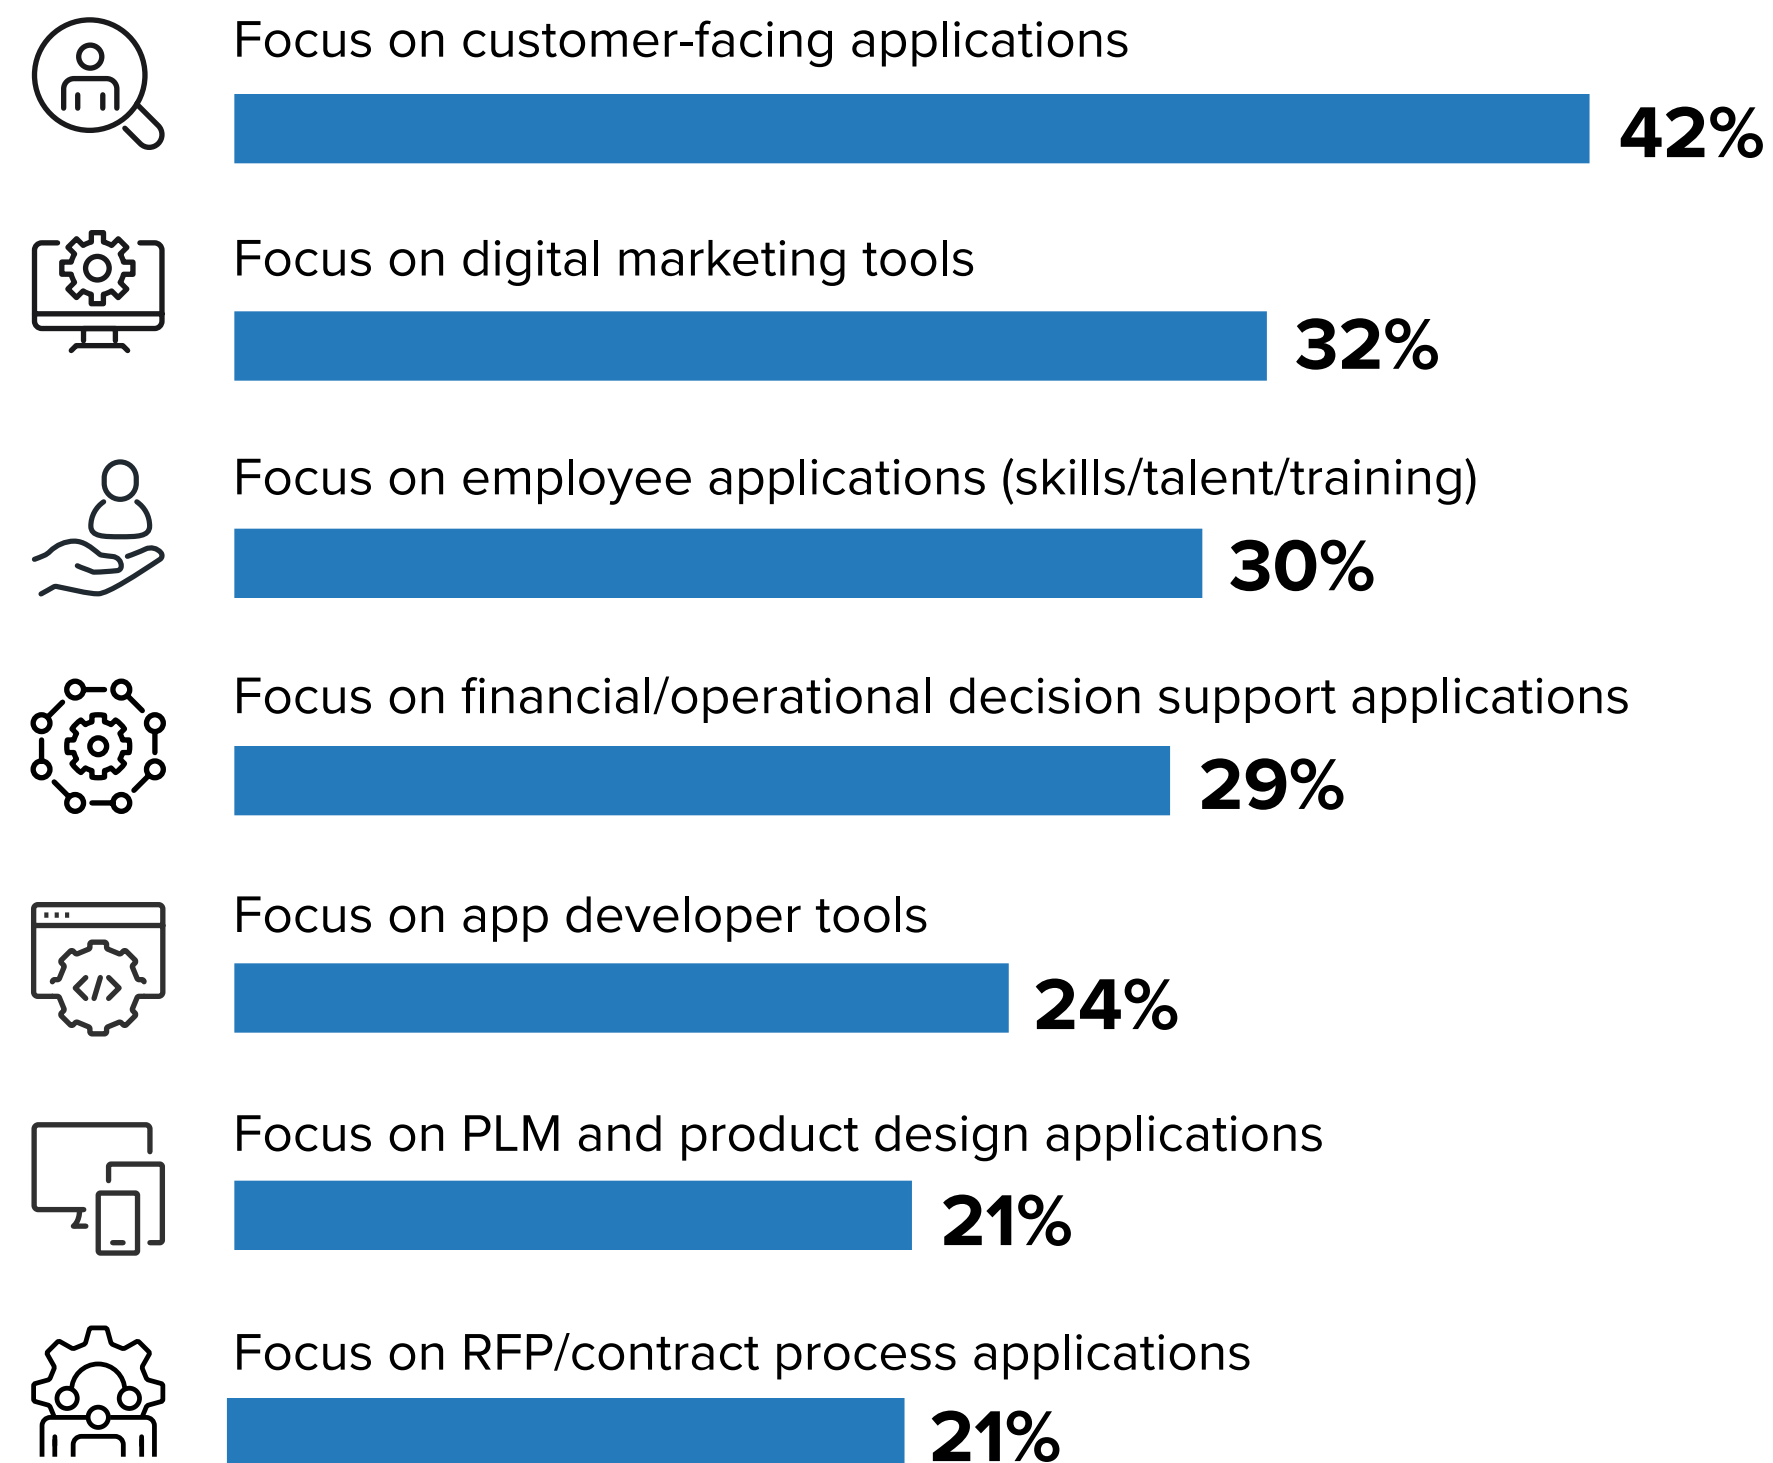 Focus on customer-facing applications
42%
Focus on digital marketing tools
32%
Focus on employee applications (skills/talent/training)
30%
Focus on financial/operational decision support applications
29%
Focus on app developer tools
24%
Focus on PLM and product design applications
21%
Focus on RFP/contract process applications
21%